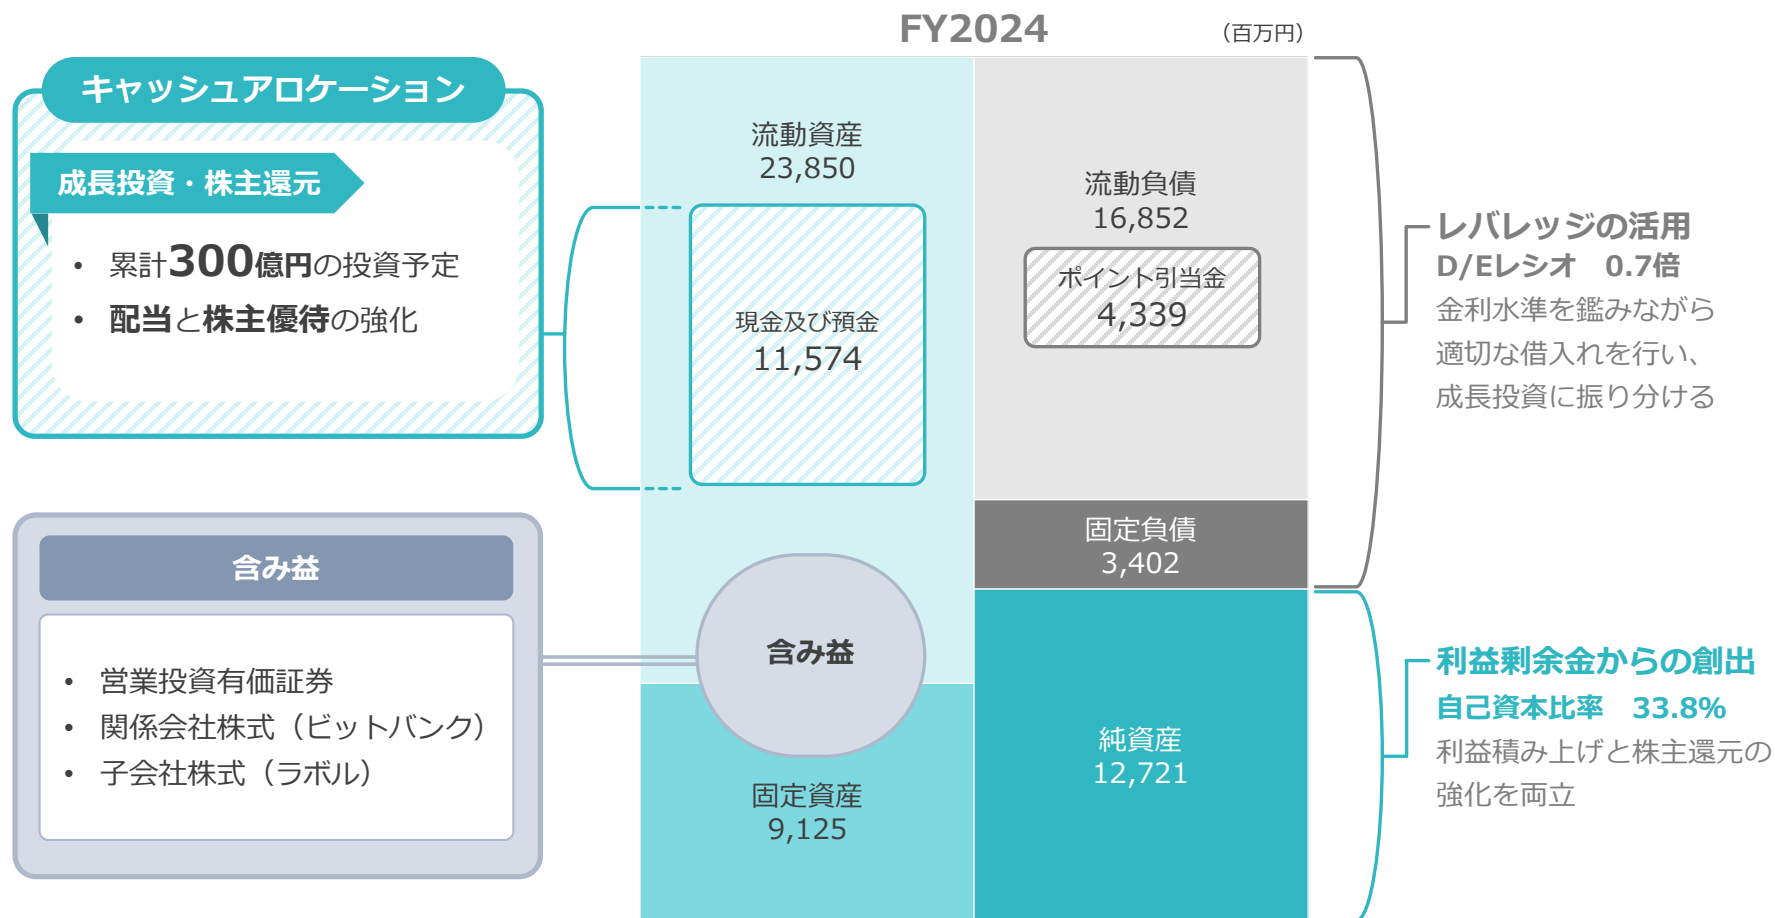 FY2024
（百万円）
キャッシュアロケーション
成長投資・株主還元
• 累計300億円の投資予定
• 配当と株主優待の強化
流動資産
23,850
現金及び預金
11,574
流動負債
16,852
ポイント引当金
4,339
レバレッジの活用
D/Eレシオ　0.7倍
金利水準を鑑みながら
適切な借入れを行い、
成長投資に振り分ける
固定負債
3,402
含み益
• 営業投資有価証券
• 関係会社株式（ビットバンク）
• 子会社株式（ラボル）
含み益
固定資産
9,125
純資産
12,721
利益剰余金からの創出
自己資本比率　33.8%
利益積み上げと株主還元の
強化を両立